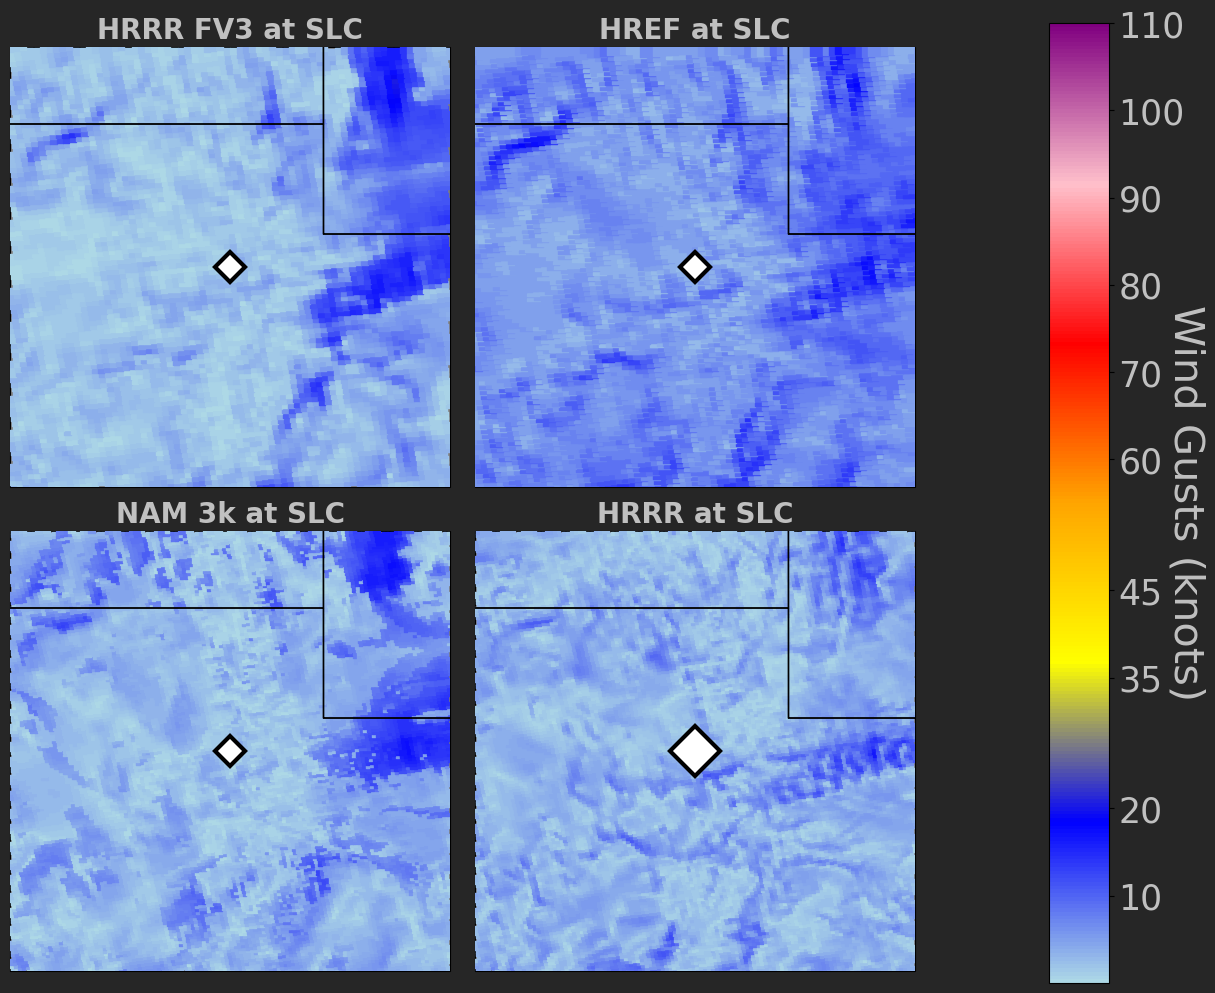 HRRR FV3 at SLC
HREF at SLC
NAM 3k at SLC
HRRR at SLC
110
100
90
80
70
60
45
35
20
10
Wind Gusts (knots)